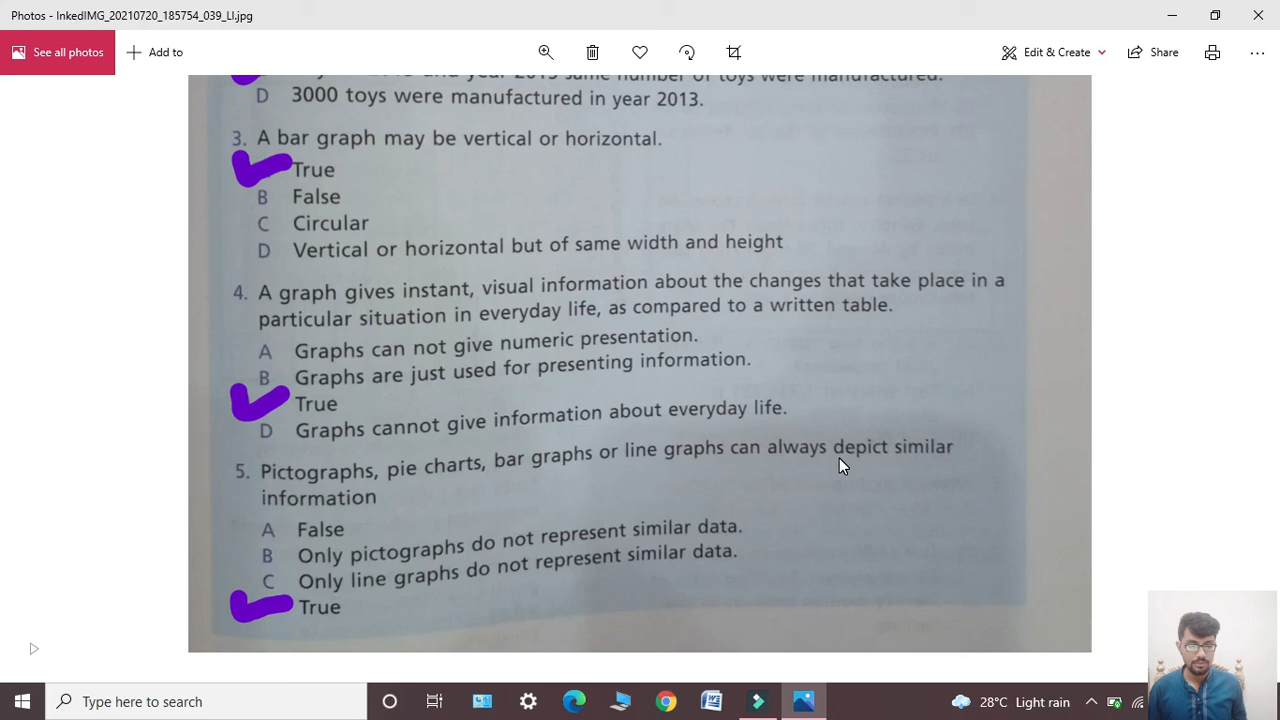 Photos - InkedIMG_20210720_185754_039_LI.jpg
See all photos
Add to
Edit & Create
Share
same number of toys were manufactured.
D 3000 toys were manufactured in year 2013.
3. A bar graph may be vertical or horizontal.
True
B False
C Circular
D Vertical or horizontal but of same width and height
4. A graph gives instant, visual information about the changes that take place in a
particular situation in everyday life, as compared to a written table.
A Graphs can not give numeric presentation.
B Graphs are just used for presenting information.
True
D Graphs cannot give information about everyday life.
5. Pictographs, pie charts, bar graphs or line graphs can always depict similar
information
A False
B Only pictographs do not represent similar data.
C Only line graphs do not represent similar data.
True
Type here to search
28°C Light rain